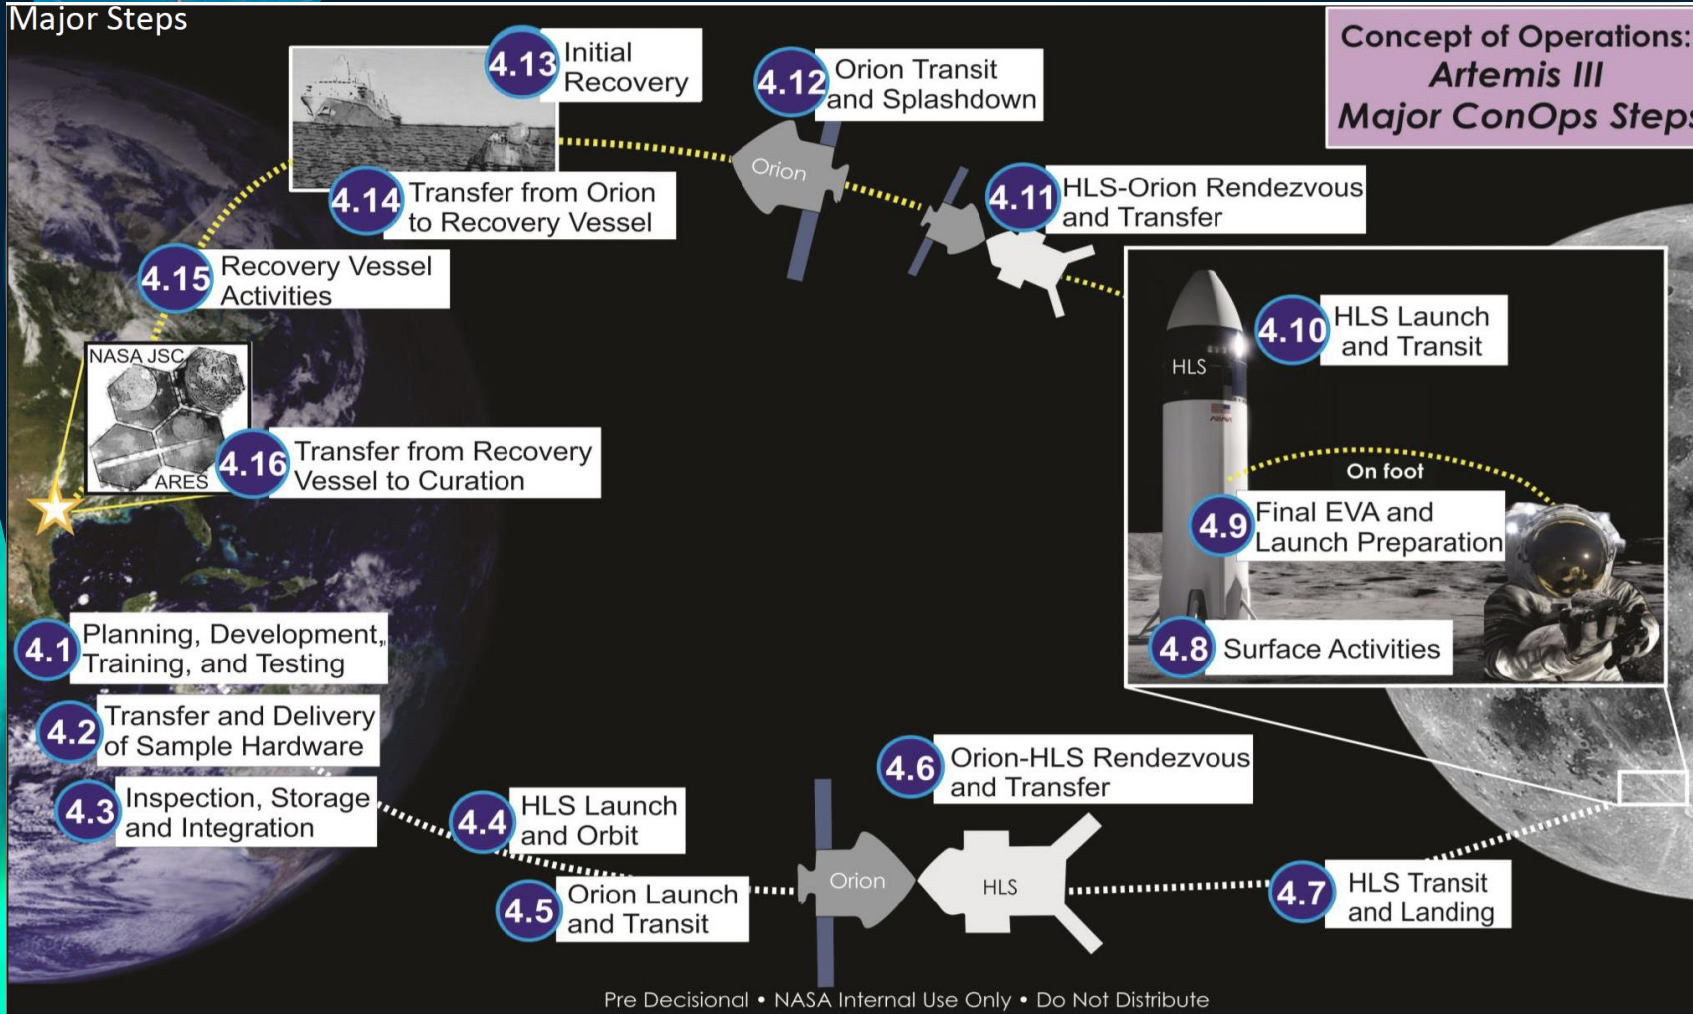 Major Steps
Concept of Operations:
Artemis III
Major ConOps Steps
4.13
Initial
Recovery
4.12
Orion Transit
and Splashdown
Orion
4.14
Transfer from Orion
to Recovery Vessel
4.11
HLS-Orion Rendezvous
and Transfer
4.15
Recovery Vessel
Activities
4.10
HLS Launch
and Transit
HLS
NASA JSC
ARES
4.16
Transfer from Recovery
Vessel to Curation
On foot
4.9
Final EVA and
Launch Preparation
4.8
Surface Activities
4.1
Planning, Development,
Training, and Testing
4.2
Transfer and Delivery
of Sample Hardware
4.3
Inspection, Storage
and Integration
4.4
HLS Launch
and Orbit
4.5
Orion Launch
and Transit
4.6
Orion-HLS Rendezvous
and Transfer
Orion
HLS
4.7
HLS Transit
and Landing
Pre Decisional • NASA Internal Use Only • Do Not Distribute